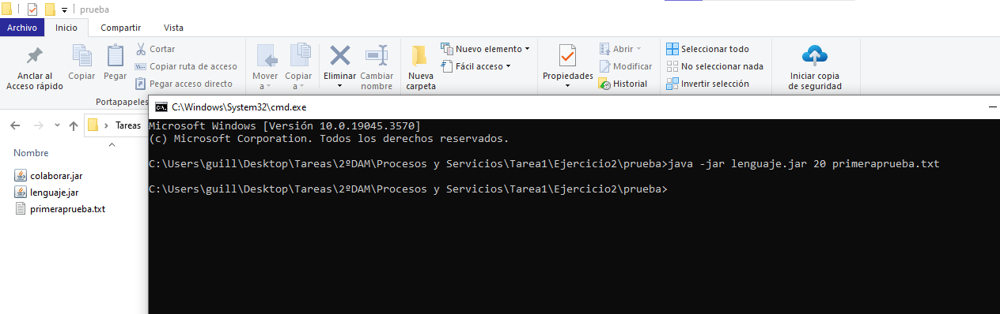 prueba
Archivo Inicio Compartir Vista
Anclar al Acceso rápido
Copiar
Pegar
Cortar
Copiar ruta de acceso
Pegar acceso directo
Portapapeles
Mover a
Copiar a
Eliminar
Cambiar nombre
Nueva carpeta
Nuevo elemento
Fácil acceso
Propiedades
Abrir
Modificar
Historial
Seleccionar todo
No seleccionar nada
Invertir selección
Iniciar copia de seguridad
Tareas
Nombre
colaborar.jar
lenguaje.jar
primeraprueba.txt
C:\Windows\System32\cmd.exe
Microsoft Windows [Versión 10.0.19045.3570]
(c) Microsoft Corporation. Todos los derechos reservados.
C:\Users\guill\Desktop\Tareas\2ºDAM\Procesos y Servicios\Tarea1\Ejercicio2\prueba>java -jar lenguaje.jar 20 primeraprueba.txt
C:\Users\guill\Desktop\Tareas\2ºDAM\Procesos y Servicios\Tarea1\Ejercicio2\prueba>